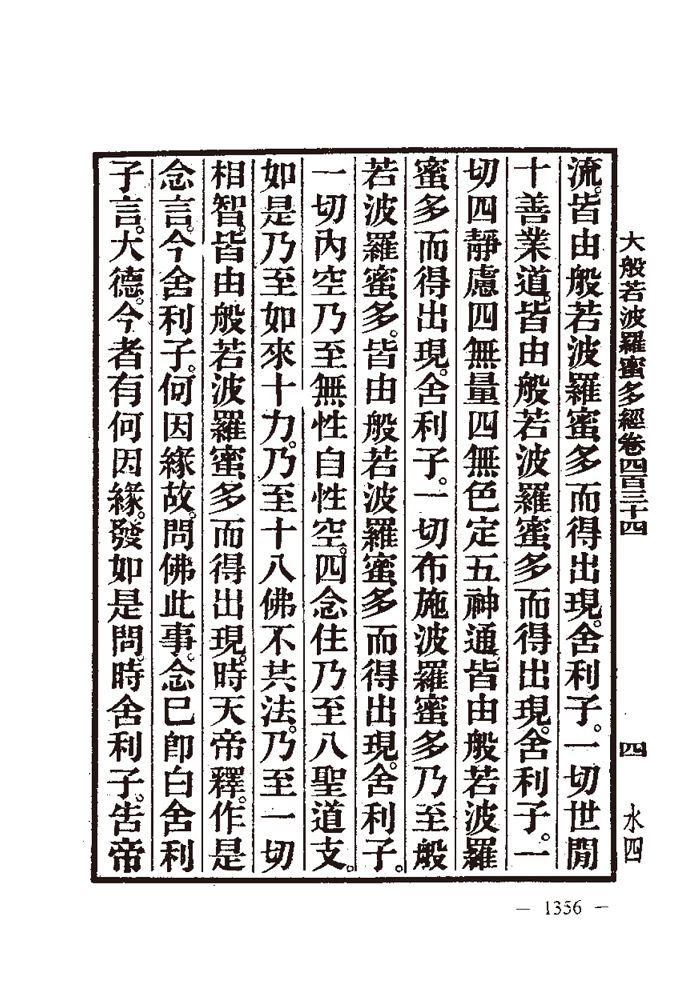 大般若波羅蜜多經卷四百三十四　四　水四
流。皆由般若波羅蜜多而得出現。舍利子。一切世閒
十善業道。皆由般若波羅蜜多而得出現。舍利子。一
切四靜慮四無量四無色定五神通。皆由般若波羅
蜜多而得出現。舍利子。一切布施波羅蜜多乃至般
若波羅蜜多。皆由般若波羅蜜多而得出現。舍利子。
一切內空乃至無性自性空。四念住乃至八聖道支。
如是乃至如來十力。乃至十八佛不共法。乃至一切
相智。皆由般若波羅蜜多而得出現。時天帝釋。作是
念言。今舍利子。何因緣故。問佛此事。念已卽白舍利
子言。大德。今者有何因緣。發如是問。時舍利子。告帝
— 1356 —